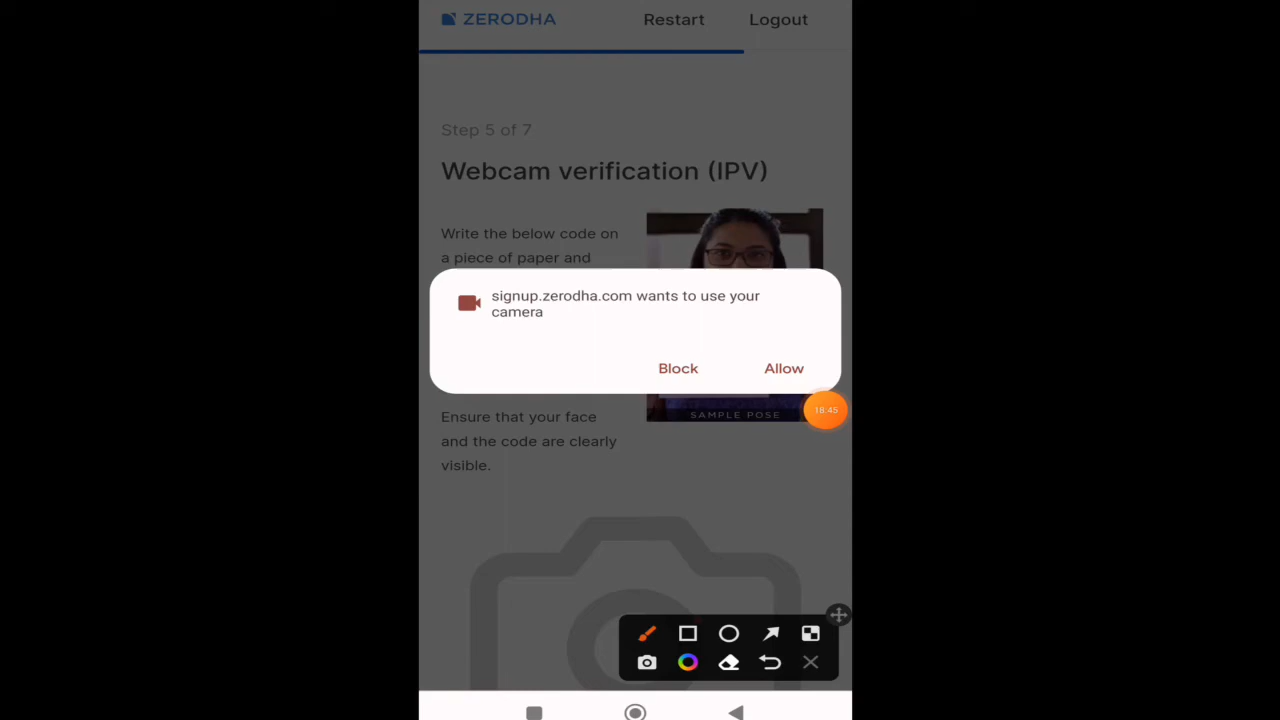 ZERODHA
Restart
Logout
Step 5 of 7
Webcam verification (IPV)
Write the below code on
a piece of paper and
signup.zerodha.com wants to use your
camera
Block
Allow
SAMPLE POSE
18:45
Ensure that your face
and the code are clearly
visible.